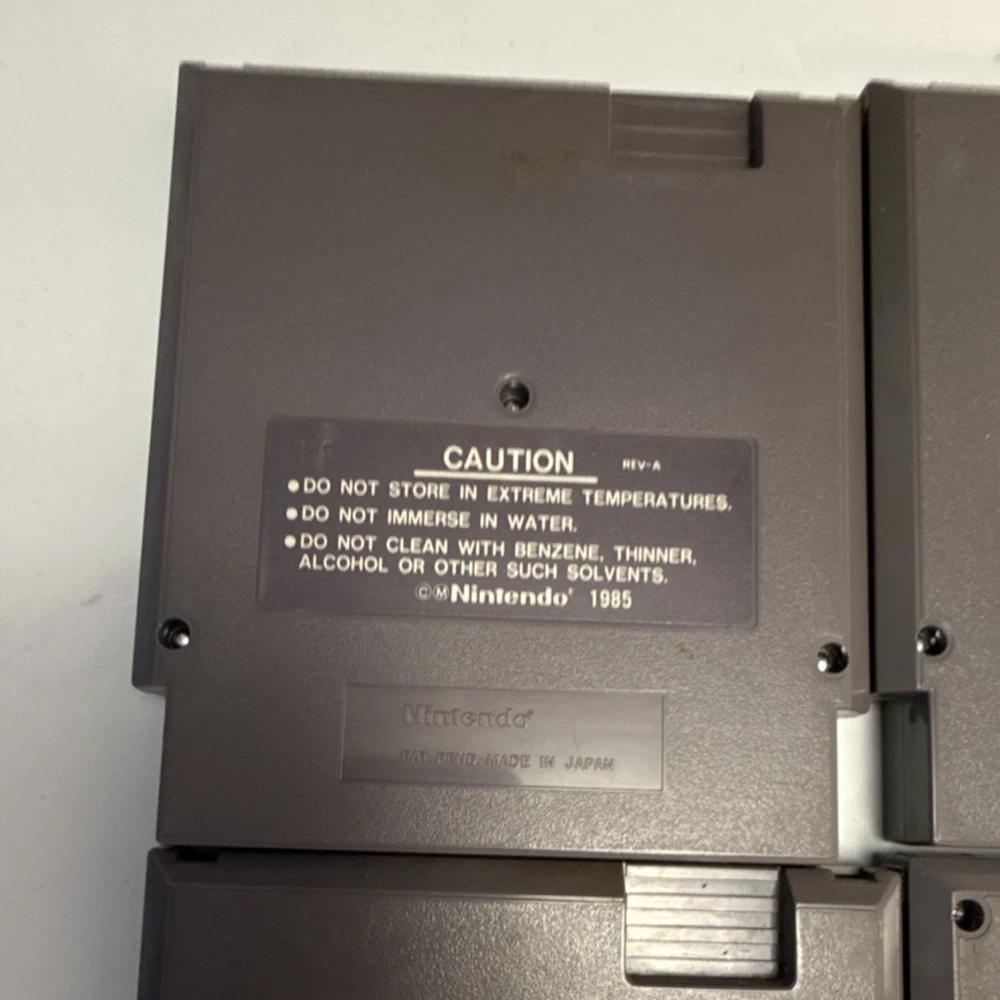 CAUTION REV-A
●DO NOT STORE IN EXTREME TEMPERATURES.
●DO NOT IMMERSE IN WATER.
●DO NOT CLEAN WITH BENZENE, THINNER,
ALCOHOL OR OTHER SUCH SOLVENTS.
©ⓂNintendo® 1985
Nintendo®
PAT. PEND. MADE IN JAPAN